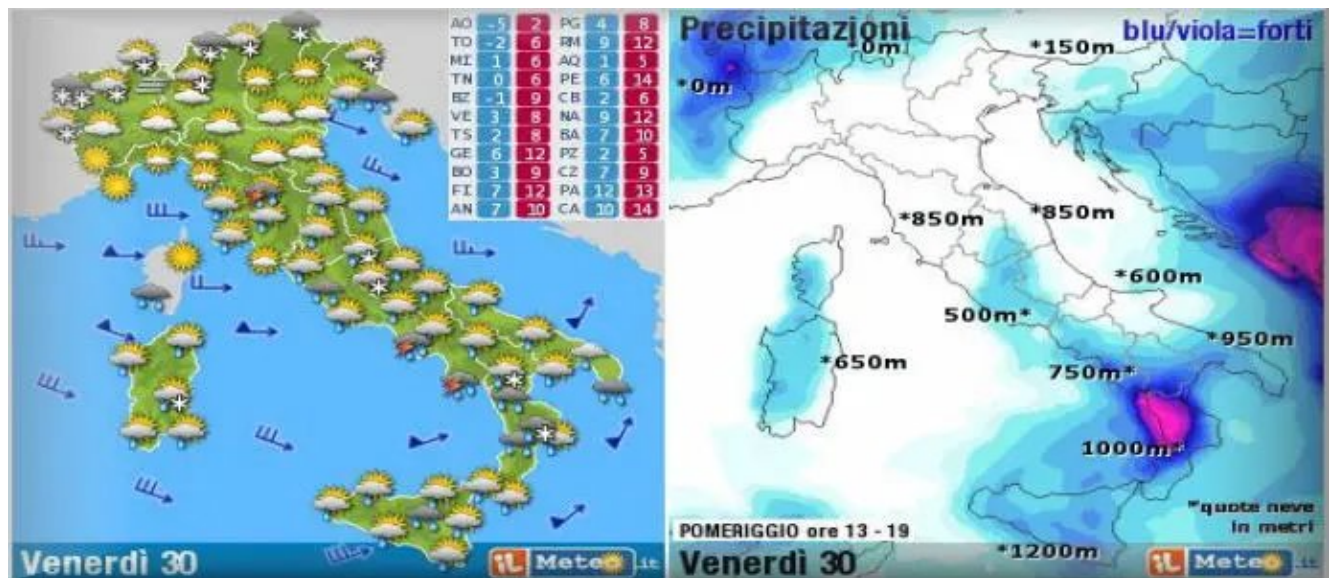 AO -5 2 PG 4 8
TO -2 6 RM 9 12
MI 1 6 AQ 1 5
TN 0 6 PE 6 14
BZ -1 9 CB 2 6
VE 3 8 NA 9 12
TS 2 8 BA 7 10
GE 6 12 PZ 2 5
BO 3 9 CZ 7 9
FI 7 12 PA 12 13
AN 7 10 CA 10 14
Venerdì 30
iL Meteo.it
Precipitazioni
blu/viola=forti
*0m
*150m
*0m
*850m
*850m
*600m
500m*
*950m
*650m
750m*
1000m*
*quote neve
in metri
POMERIGGIO ore 13 - 19
*1200m
Venerdì 30
iL Meteo.it